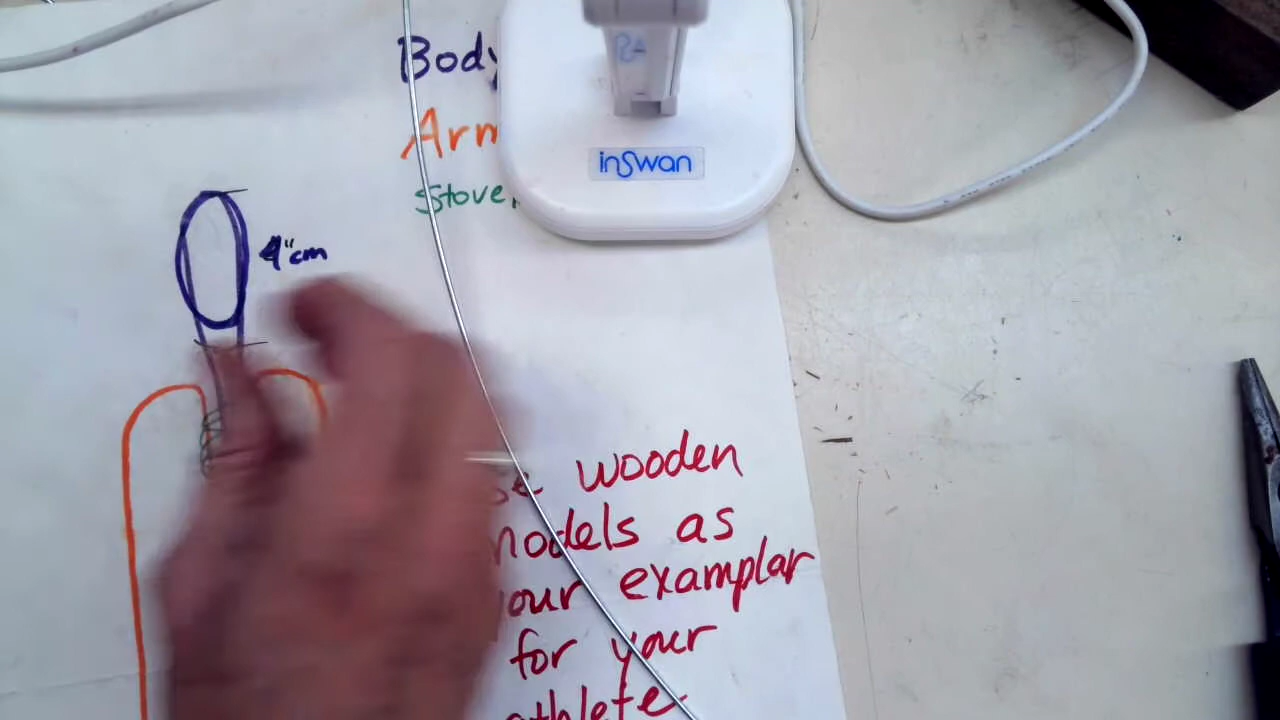 Body
Arm
Stove
inSwan
4"cm
wooden
models as
your examplar
for your
athlete